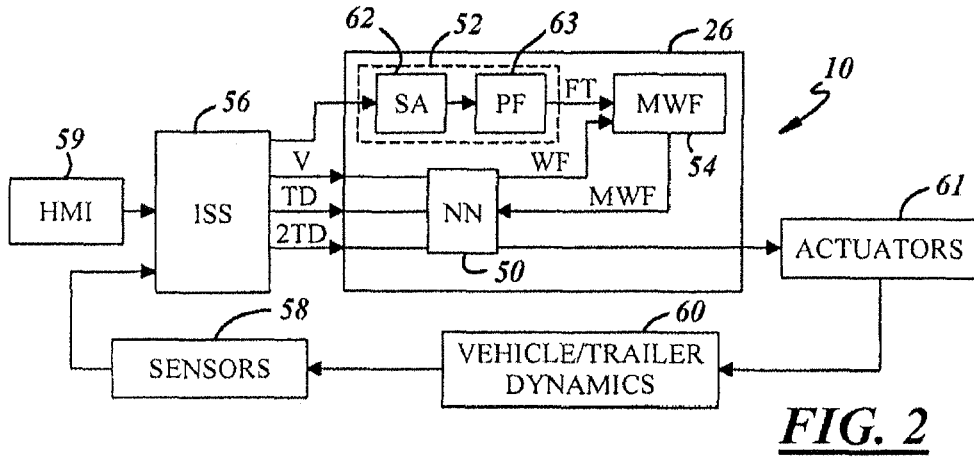 62
52
63
26
10
56
SA
PF
FT
MWF
59
V
WF
54
HMI
ISS
TD
NN
MWF
61
2TD
50
ACTUATORS
58
60
SENSORS
VEHICLE/TRAILER
DYNAMICS
FIG. 2